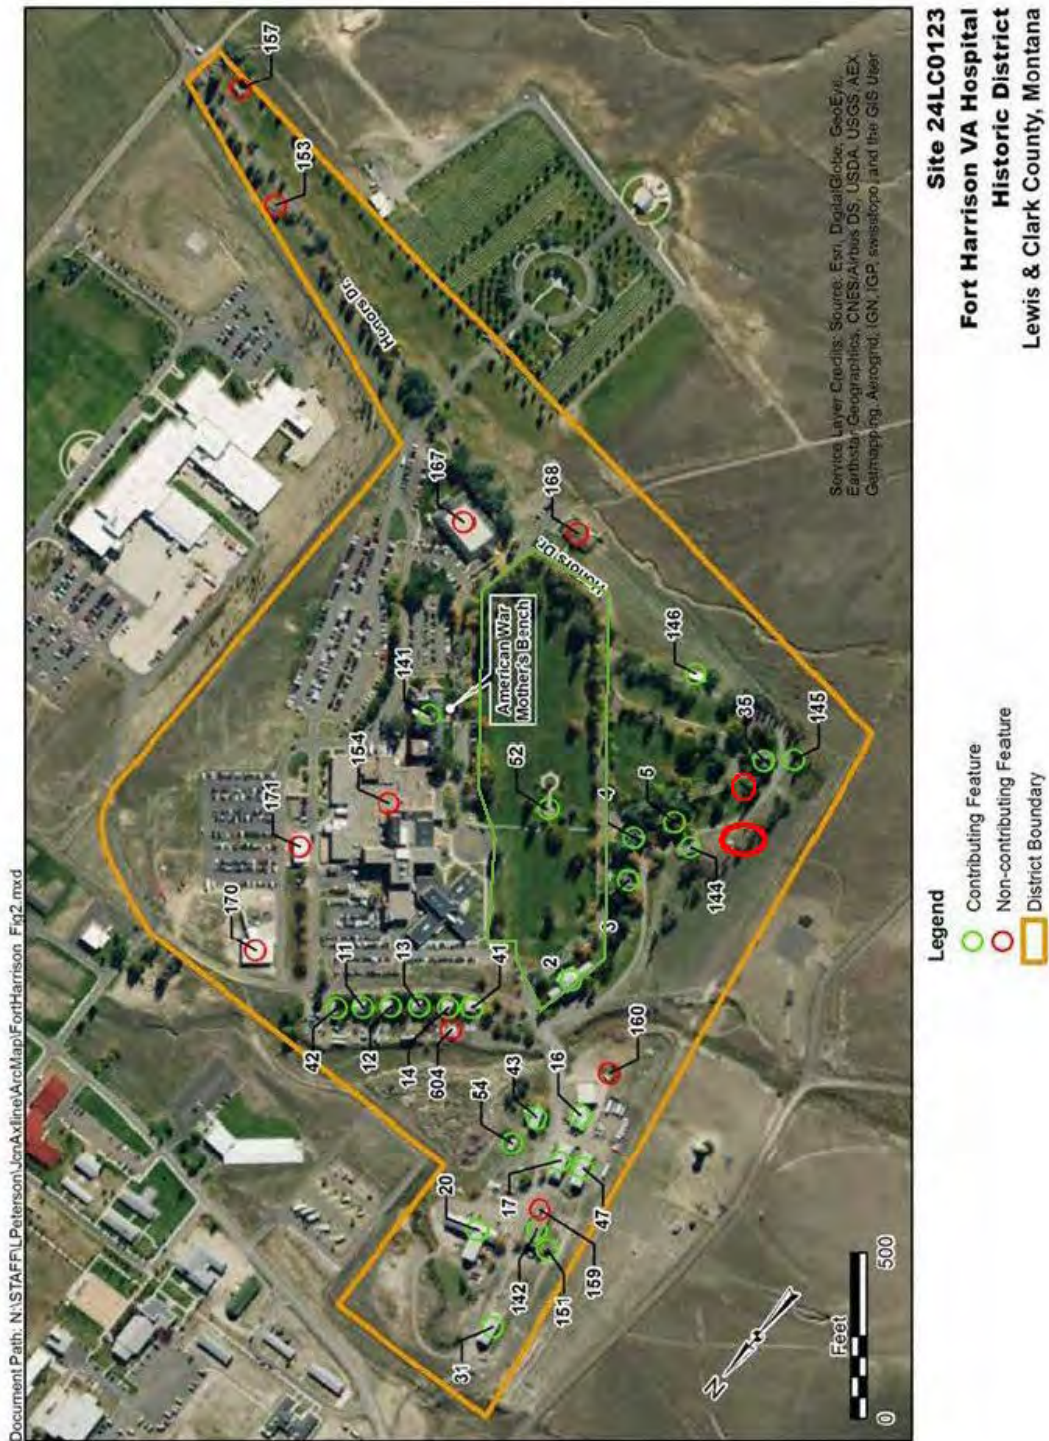 Document Path: N:\STAFF\LPeterson\JonAxline\ArcMap\FortHarrison_Fig2.mxd
157
153
Honors Dr.
167
168
Honors Dr.
141
American War
Mother's Bench
146
154
52
35
145
171
4
5
144
170
3
11
13
41
2
42
12
14
604
43
16
160
54
20
17
47
142
159
151
31
Service Layer Credits: Source: Esri, DigitalGlobe, GeoEye,
Earthstar Geographics, CNES/Airbus DS, USDA, USGS, AEX,
Getmapping, Aerogrid, IGN, IGP, swisstopo, and the GIS User
N
Feet
0
500
Site 24LC0123
Fort Harrison VA Hospital
Historic District
Lewis & Clark County, Montana
Legend
Contributing Feature
Non-contributing Feature
District Boundary